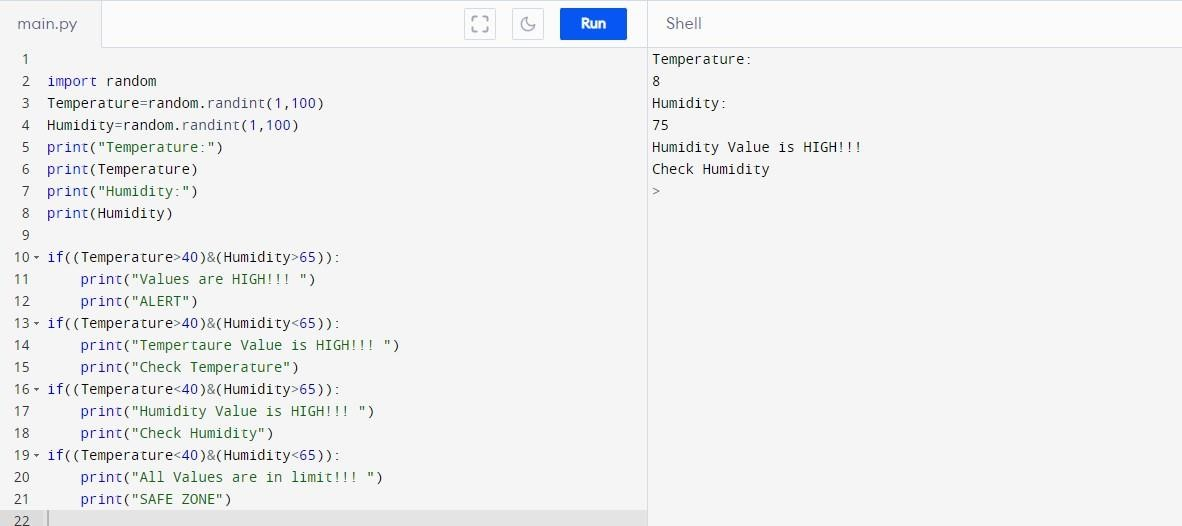 main.py
Run
Shell
1
2 import random
3 Temperature=random.randint(1,100)
4 Humidity=random.randint(1,100)
5 print("Temperature:")
6 print(Temperature)
7 print("Humidity:")
8 print(Humidity)
9
10 if((Temperature>40)&(Humidity>65)):
11     print("Values are HIGH!!! ")
12     print("ALERT")
13 if((Temperature>40)&(Humidity<65)):
14     print("Tempertaure Value is HIGH!!! ")
15     print("Check Temperature")
16 if((Temperature<40)&(Humidity>65)):
17     print("Humidity Value is HIGH!!! ")
18     print("Check Humidity")
19 if((Temperature<40)&(Humidity<65)):
20     print("All Values are in limit!!! ")
21     print("SAFE ZONE")
22
Temperature:
8
Humidity:
75
Humidity Value is HIGH!!!
Check Humidity
>